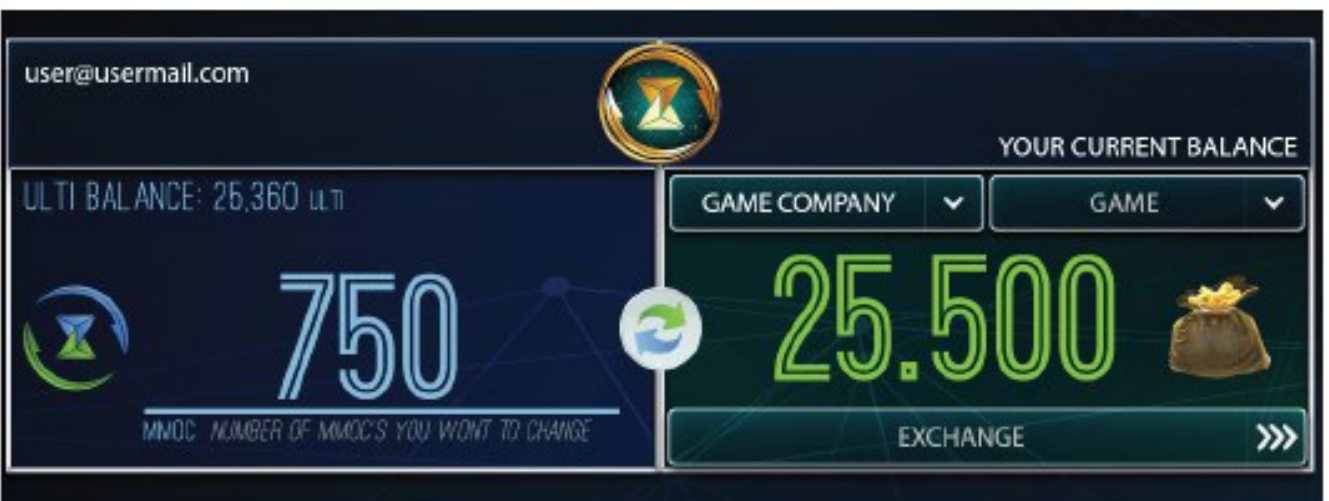 user@usermail.com
YOUR CURRENT BALANCE
ULTI BALANCE: 25,360 ULTI
GAME COMPANY
GAME
750
25.500
MMOC NUMBER OF MMOC'S YOU WONT TO CHANGE
EXCHANGE